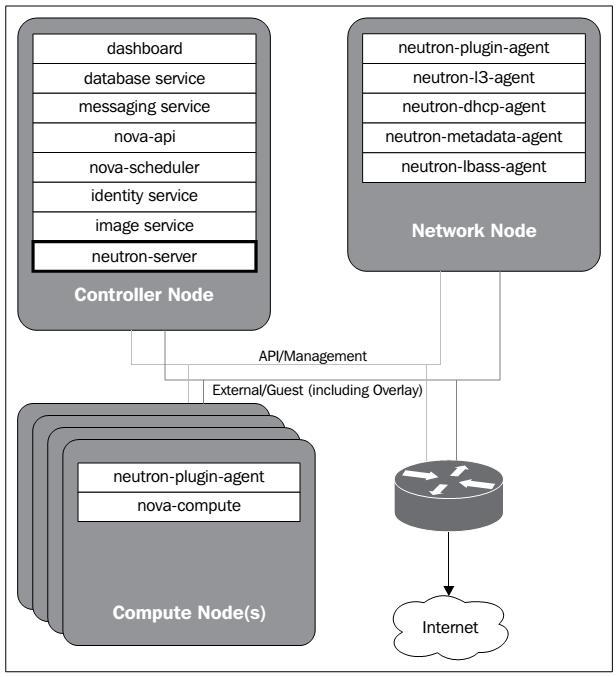 dashboard
database service
messaging service
nova-api
nova-scheduler
identity service
image service
neutron-server
Controller Node
neutron-plugin-agent
neutron-l3-agent
neutron-dhcp-agent
neutron-metadata-agent
neutron-lbass-agent
Network Node
API/Management
External/Guest (including Overlay)
neutron-plugin-agent
nova-compute
Compute Node(s)
Internet